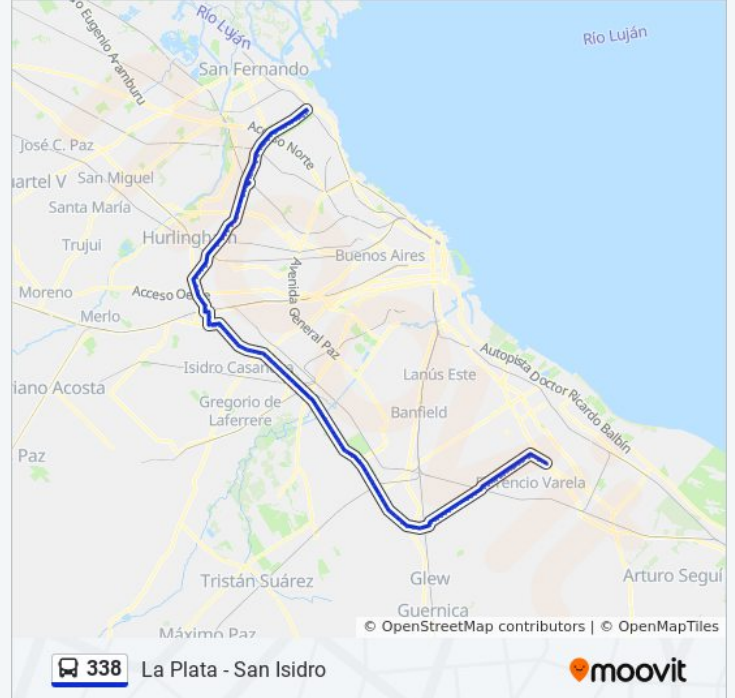 o Eugenio Aramburu
Río Luján
Río Luján
San Fernando
Acceso Norte
José C. Paz
uartel V
San Miguel
Santa María
Hurlingham
Trujui
Buenos Aires
Moreno
Acceso Oeste
Merlo
Avenida General Paz
Autopista Doctor Ricardo Balbín
Isidro Casanova
Lanús Este
iano Acosta
Gregorio de
Laferrere
Banfield
Paz
Florencio Varela
Tristán Suárez
Glew
Arturo Seguí
Guernica
Máximo Paz
© OpenStreetMap contributors | © OpenMapTiles
338 La Plata - San Isidro
moovit